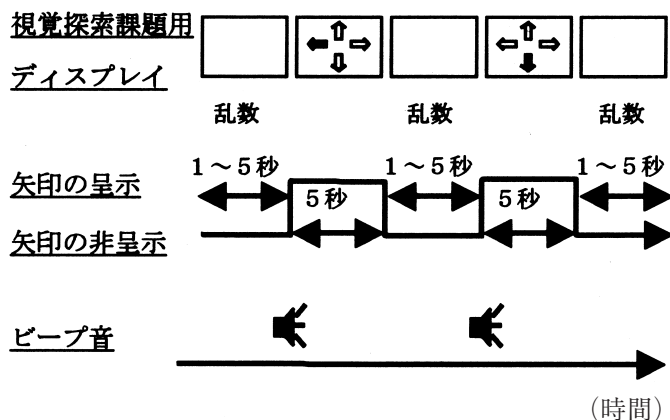 視覚探索課題用
ディスプレイ
乱数 乱数 乱数
1～5秒 1～5秒 1～5秒
矢印の呈示
5秒 5秒
矢印の非呈示
ビープ音
(時間)